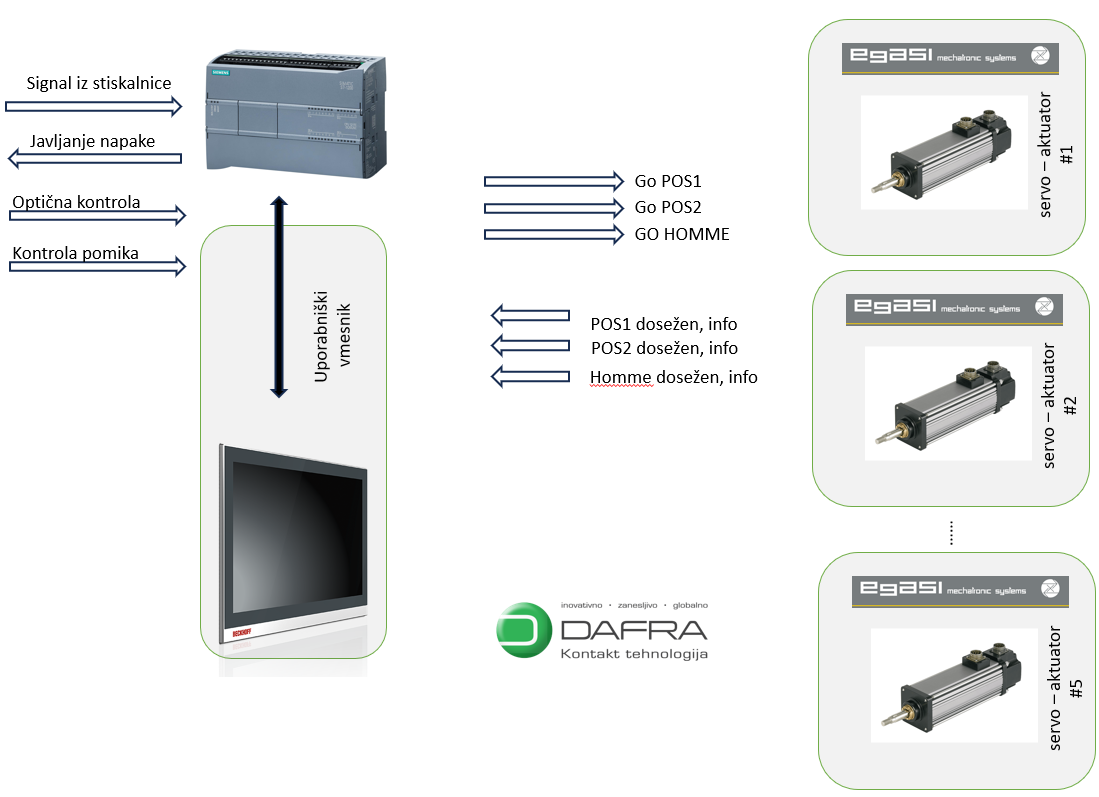 Signal iz stiskalnice
Javljanje napake
Optična kontrola
Kontrola pomika
SIEMENS
Uporabniški
vmesnik
BECKHOFF
Go POS1
Go POS2
GO HOMME
POS1 dosežen, info
POS2 dosežen, info
Homme dosežen, info
inovativno · zanesljivo · globalno
DAFRA
Kontakt tehnologija
egasi mechatronic systems
servo – aktuator
#1
egasi mechatronic systems
servo – aktuator
#2
......
egasi mechatronic systems
servo – aktuator
#5